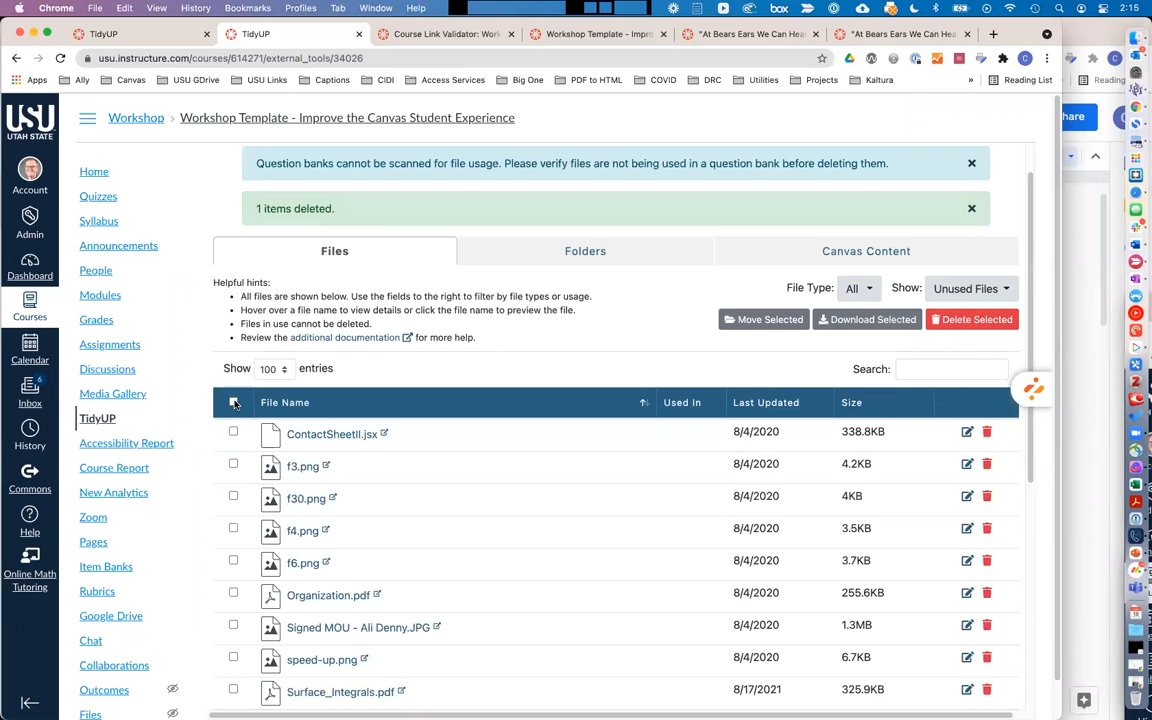 Chrome File Edit View History Bookmarks Profiles Tab Window Help 2:15
TidyUP × TidyUP × Course Link Validator: Work × Workshop Template - Impro × "At Bears Ears We Can Hea × "At Bears Ears We Can Hea ×
usu.instructure.com/courses/614271/external_tools/34026
Apps Ally Canvas USU GDrive USU Links Captions CIDI Access Services Big One PDF to HTML COVID DRC Utilities Projects Kaltura » Reading List
USU
UTAH STATE
Account
Admin
Dashboard
Courses
Calendar
6
Inbox
History
Commons
Help
Online Math
Tutoring
Workshop › Workshop Template - Improve the Canvas Student Experience
Home
Quizzes
Syllabus
Announcements
People
Modules
Grades
Assignments
Discussions
Media Gallery
TidyUP
Accessibility Report
Course Report
New Analytics
Zoom
Pages
Item Banks
Rubrics
Google Drive
Chat
Collaborations
Outcomes
Files
Question banks cannot be scanned for file usage. Please verify files are not being used in a question bank before deleting them. ×
1 items deleted. ×
Files Folders Canvas Content
Helpful hints:
• All files are shown below. Use the fields to the right to filter by file types or usage.
• Hover over a file name to view details or click the file name to preview the file.
• Files in use cannot be deleted.
• Review the additional documentation for more help.
File Type: All Show: Unused Files
Move Selected Download Selected Delete Selected
Show 100 entries Search:
File Name Used In Last Updated Size
ContactSheetII.jsx 8/4/2020 338.8KB
f3.png 8/4/2020 4.2KB
f30.png 8/4/2020 4KB
f4.png 8/4/2020 3.5KB
f6.png 8/4/2020 3.7KB
Organization.pdf 8/4/2020 255.6KB
Signed MOU - Ali Denny.JPG 8/4/2020 1.3MB
speed-up.png 8/4/2020 6.7KB
Surface_Integrals.pdf 8/17/2021 325.9KB